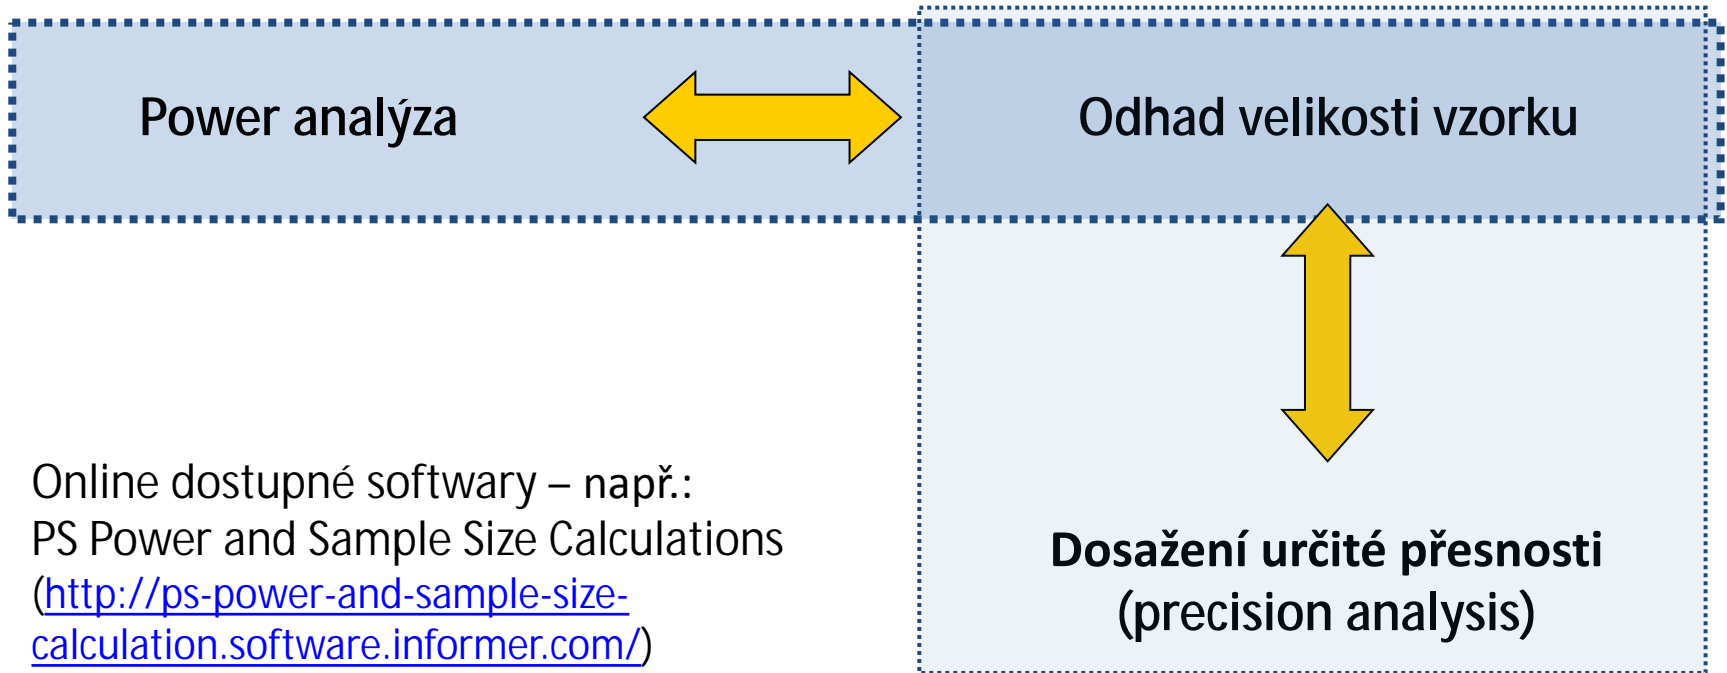 Power analýza
Odhad velikosti vzorku
Online dostupné softwary – např.:
PS Power and Sample Size Calculations
(http://ps-power-and-sample-size-
calculation.software.informer.com/)
Dosažení určité přesnosti
(precision analysis)